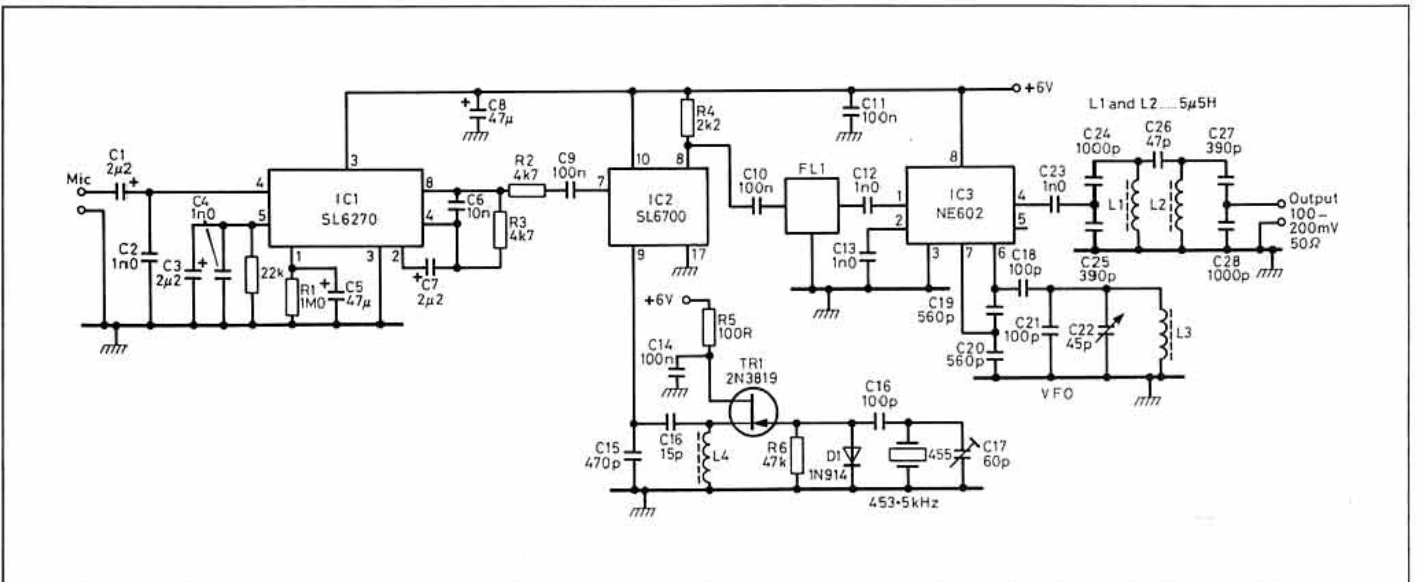 +6V
L1 and L2.....5µ5H
C8
47µ
R4
2k2
C11
100n
C24
1000p
C26
47p
C27
390p
Mic
C1
2µ2
+
3
4
IC1
SL6270
8
5
4
1
3
2
C2
1n0
C3
2µ2
C4
1n0
22k
R1
1M0
C5
47µ
C6
10n
R2
4k7
C9
100n
R3
4k7
C7
2µ2
10
8
7
IC2
SL6700
9
17
C10
100n
FL1
C12
1n0
C13
1n0
8
1
2
IC3
NE602
4
5
3
7
6
C23
1n0
L1
L2
C25
390p
C28
1000p
Output
100–
200mV
50Ω
C18
100p
C19
560p
C20
560p
C21
100p
C22
45p
L3
VFO
+6V
R5
100R
C14
100n
TR1
2N3819
C15
470p
C16
15p
L4
R6
47k
D1
1N914
C16
100p
455
C17
60p
453•5kHz